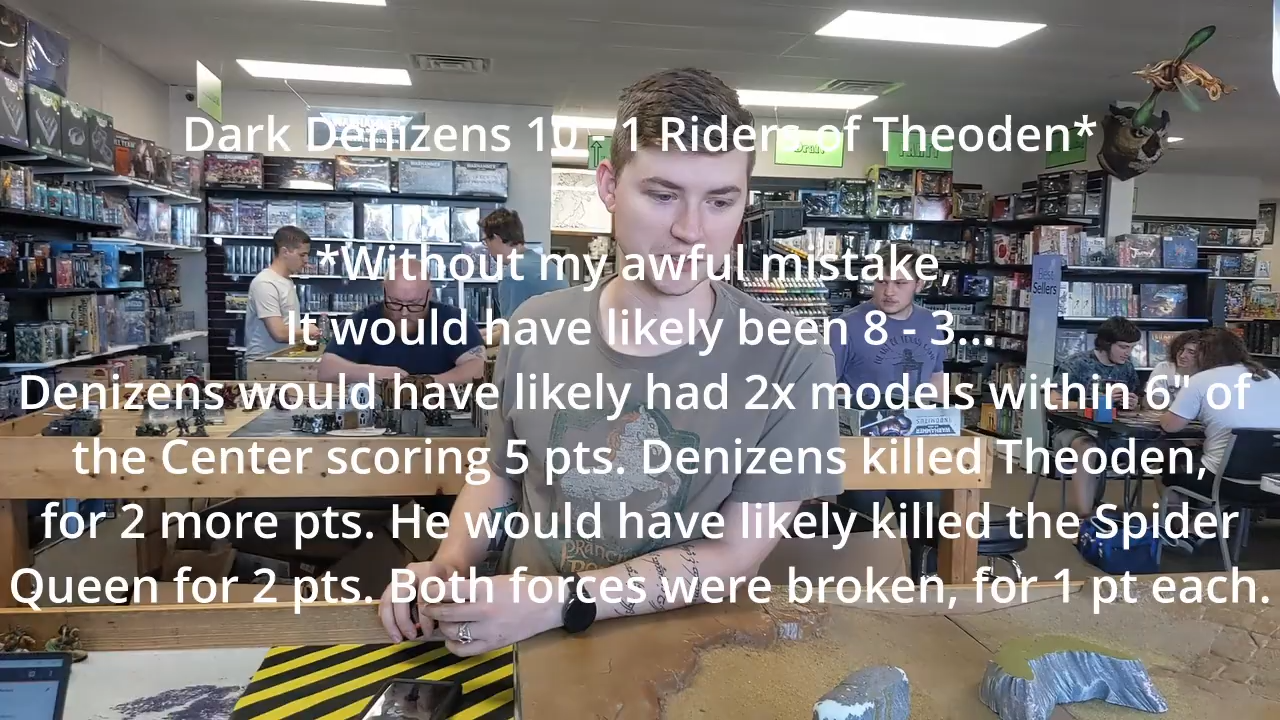 Dark Denizens 10 - 1 Riders of Theoden*
*Without my awful mistake,
It would have likely been 8 - 3...
Denizens would have likely had 2x models within 6" of
the Center scoring 5 pts. Denizens killed Theoden,
for 2 more pts. He would have likely killed the Spider
Queen for 2 pts. Both forces were broken, for 1 pt each.
Best
Sellers